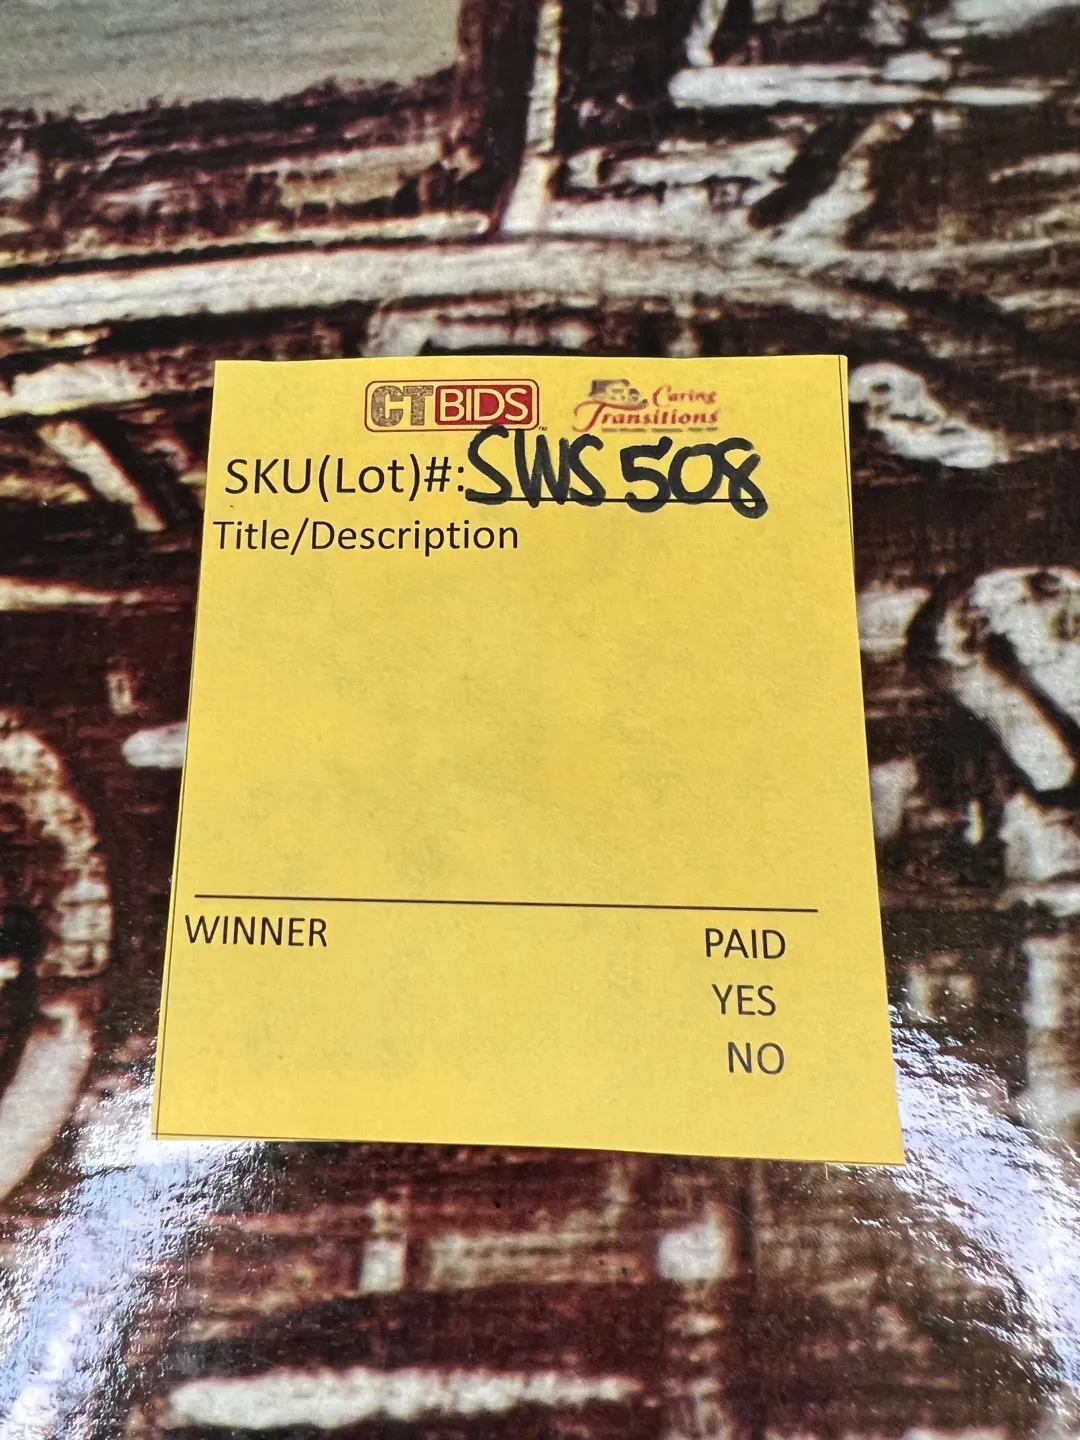 CTBIDS Caring Transitions
SKU(Lot)#: SWS 508
Title/Description
WINNER PAID
YES
NO